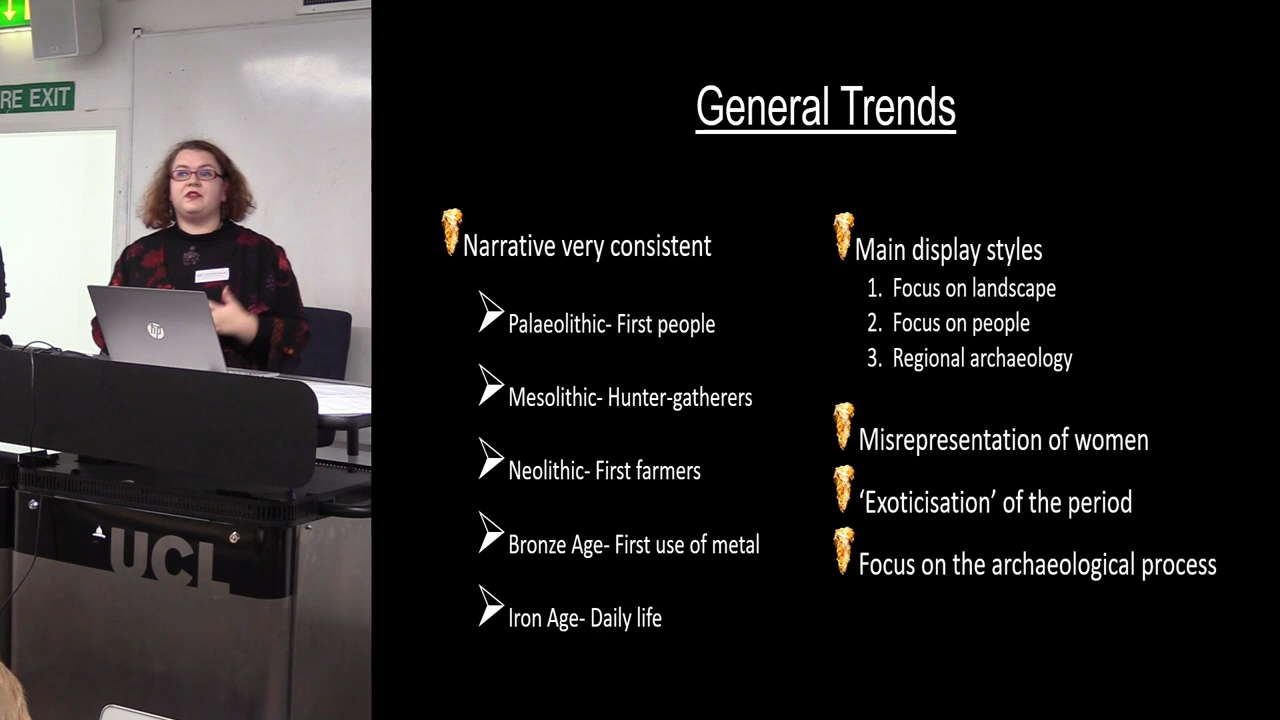 RE EXIT
hp
UCL
General Trends
Narrative very consistent
Palaeolithic- First people
Mesolithic- Hunter-gatherers
Neolithic- First farmers
Bronze Age- First use of metal
Iron Age- Daily life
Main display styles
1. Focus on landscape
2. Focus on people
3. Regional archaeology
Misrepresentation of women
‘Exoticisation’ of the period
Focus on the archaeological process